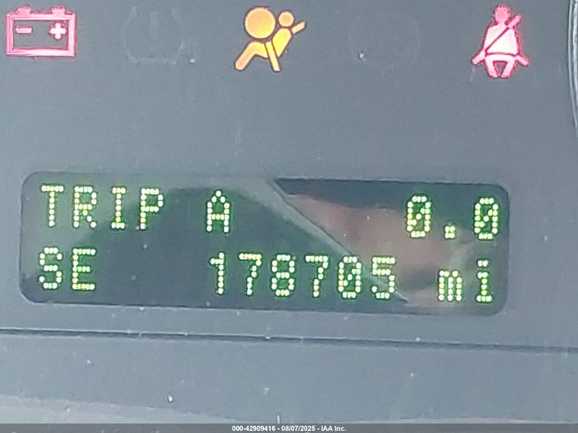 TRIP A 0.0
SE 178705 mi
000-42909416 - 08/07/2025 - IAA Inc.